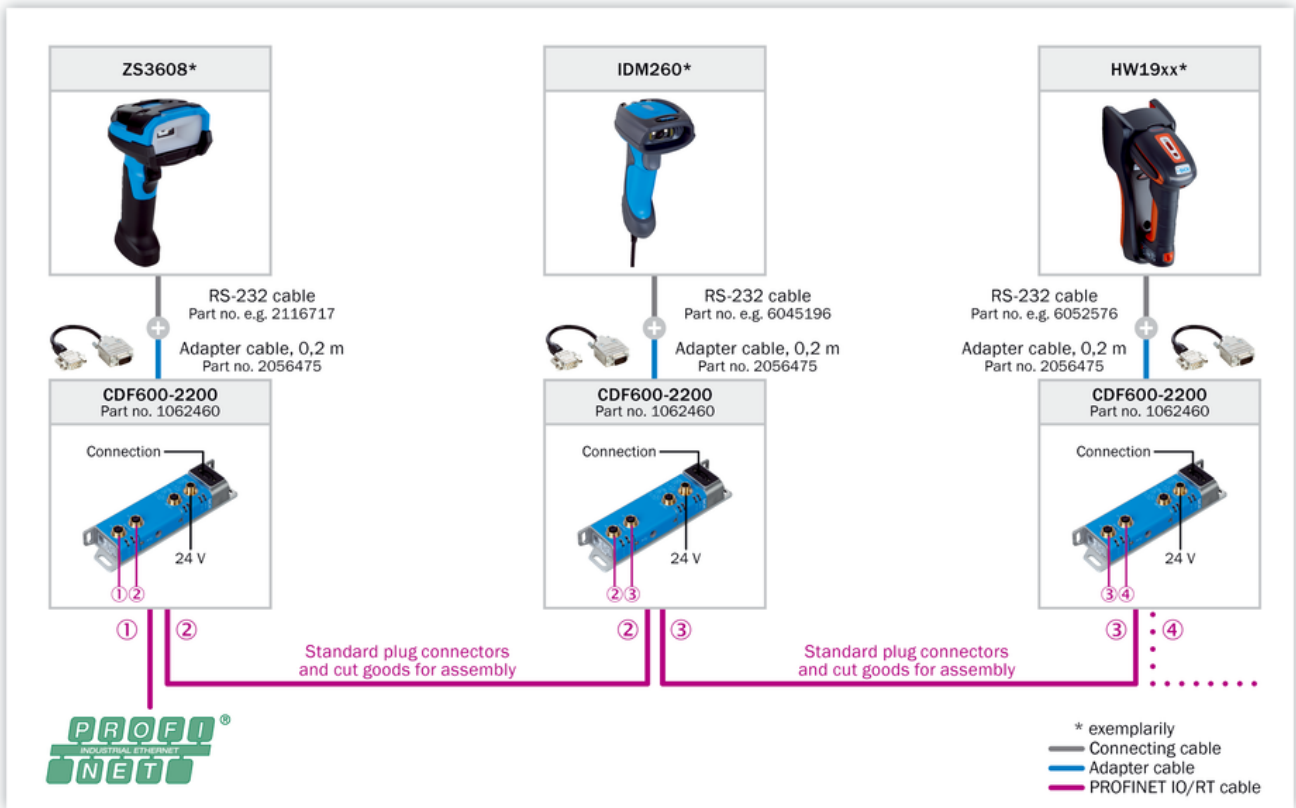 ZS3608*
IDM260*
HW19xx*
RS-232 cable
Part no. e.g. 2116717
Adapter cable, 0,2 m
Part no. 2056475
RS-232 cable
Part no. e.g. 6045196
Adapter cable, 0,2 m
Part no. 2056475
RS-232 cable
Part no. e.g. 6052576
Adapter cable, 0,2 m
Part no. 2056475
CDF600-2200
Part no. 1062460
Connection
24 V
①②
CDF600-2200
Part no. 1062460
Connection
24 V
②③
CDF600-2200
Part no. 1062460
Connection
24 V
③④
① ②
② ③
③ ④
Standard plug connectors
and cut goods for assembly
Standard plug connectors
and cut goods for assembly
PROFI®
INDUSTRIAL ETHERNET
NET
* exemplarily
Connecting cable
Adapter cable
PROFINET IO/RT cable